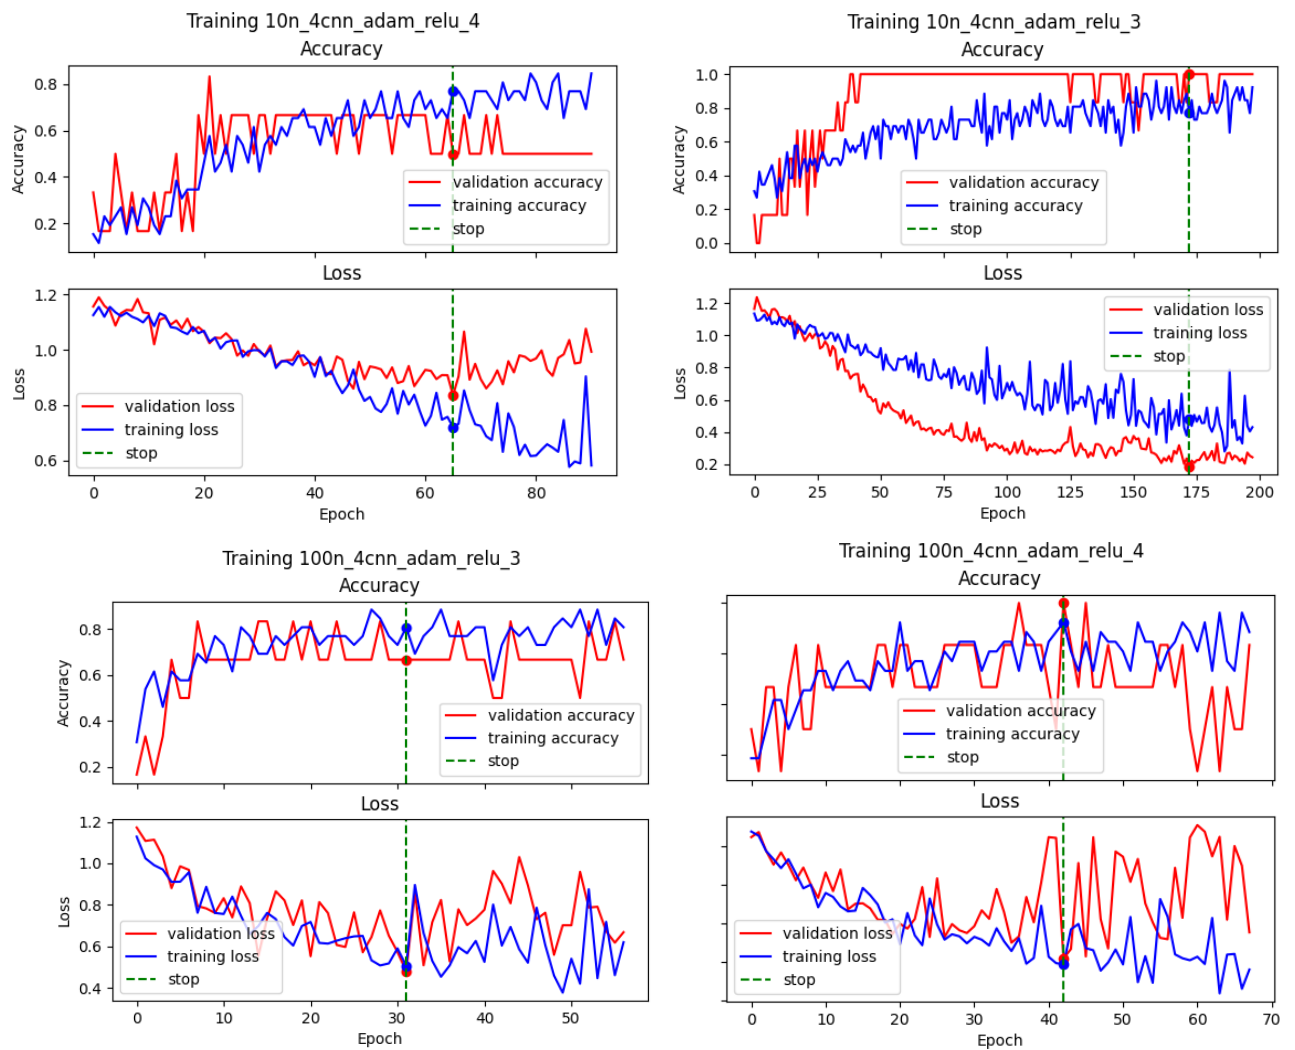 Training 10n_4cnn_adam_relu_4
Accuracy
0.8
0.6
0.4
0.2
Accuracy
validation accuracy
training accuracy
stop
Loss
1.2
1.0
0.8
0.6
Loss
validation loss
training loss
stop
0 20 40 60 80
Epoch
Training 10n_4cnn_adam_relu_3
Accuracy
1.0
0.8
0.6
0.4
0.2
0.0
Accuracy
validation accuracy
training accuracy
stop
Loss
1.2
1.0
0.8
0.6
0.4
0.2
Loss
validation loss
training loss
stop
0 25 50 75 100 125 150 175 200
Epoch
Training 100n_4cnn_adam_relu_3
Accuracy
0.8
0.6
0.4
0.2
Accuracy
validation accuracy
training accuracy
stop
Loss
1.2
1.0
0.8
0.6
0.4
Loss
validation loss
training loss
stop
0 10 20 30 40 50
Epoch
Training 100n_4cnn_adam_relu_4
Accuracy
validation accuracy
training accuracy
stop
Loss
validation loss
training loss
stop
0 10 20 30 40 50 60 70
Epoch